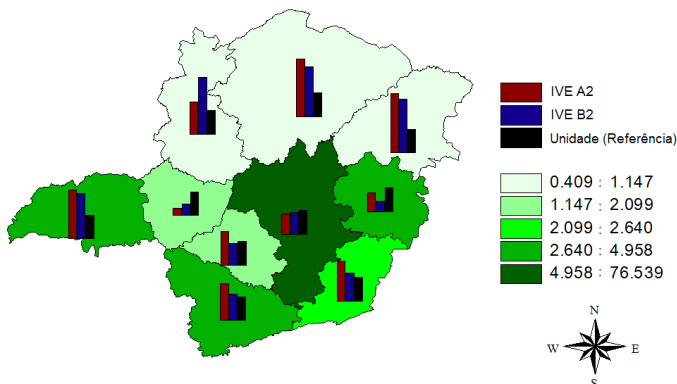 IVE A2
IVE B2
Unidade (Referência)
0.409 : 1.147
1.147 : 2.099
2.099 : 2.640
2.640 : 4.958
4.958 : 76.539
N
W E
S